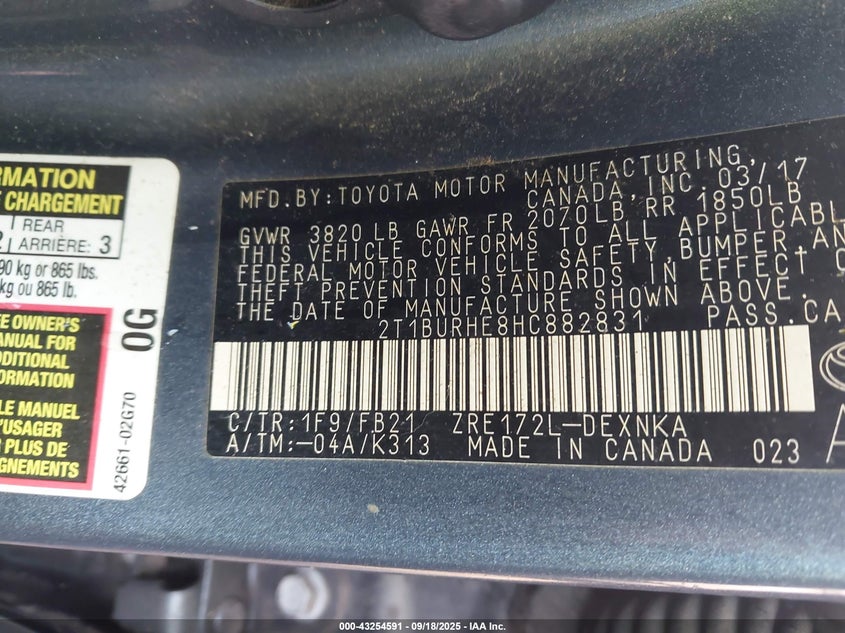 RMATION
CHARGEMENT
REAR
ARRIÈRE: 3
90 kg or 865 lbs.
kg ou 865 lb.
OWNER'S
MANUAL FOR
ADDITIONAL
FORMATION
LE MANUEL
'USAGER
PLUS DE
IGNEMENTS
0G
42661-02G70
MFD.BY:TOYOTA MOTOR MANUFACTURING,
CANADA,INC.03/17
GVWR 3820 LB GAWR FR 2070LB RR 1850LB
THIS VEHICLE CONFORMS TO ALL APPLICABL
FEDERAL MOTOR VEHICLE SAFETY,BUMPER,AN
THEFT PREVENTION STANDARDS IN EFFECT O
THE DATE OF MANUFACTURE SHOWN ABOVE.
2T1BURHE8HC882831 PASS.CA
C/TR:1F9/FB21 ZRE172L-DEXNKA
A/TM:-04A/K313 MADE IN CANADA 023
000-43254591 - 09/18/2025 - IAA Inc.